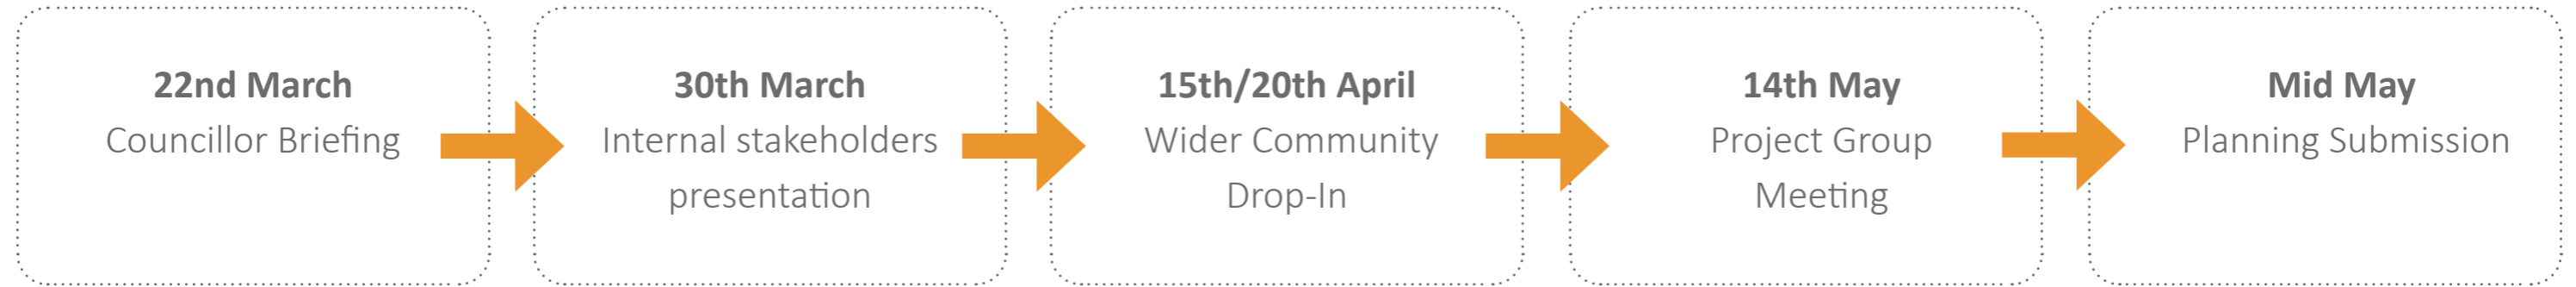 22nd March
Councillor Briefing
30th March
Internal stakeholders
presentation
15th/20th April
Wider Community
Drop-In
14th May
Project Group
Meeting
Mid May
Planning Submission